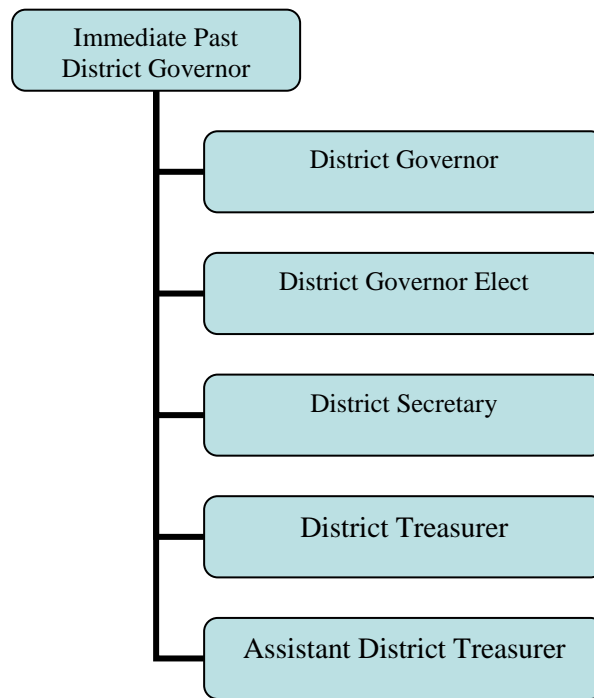 Immediate Past
District Governor
District Governor
District Governor Elect
District Secretary
District Treasurer
Assistant District Treasurer